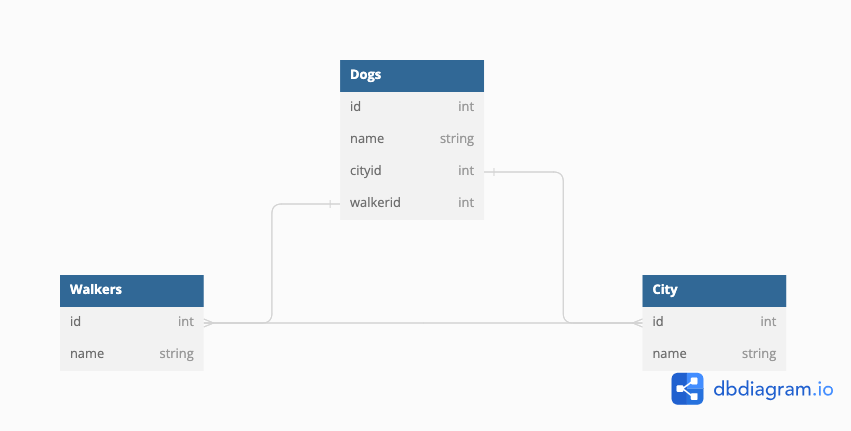 Dogs
id int
name string
cityid int
walkerid int
Walkers
id int
name string
City
id int
name string
dbdiagram.io